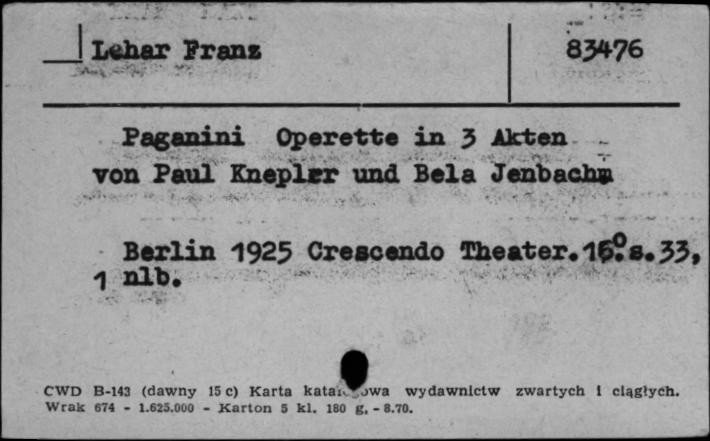 Lehar Franz 83476
Paganini Operette in 3 Akten
von Paul Knepler und Bela Jenbach
Berlin 1925 Crescendo Theater. 16° s. 33,
1 nlb.
CWD B-143 (dawny 15 c) Karta katalogowa wydawnictw zwartych i ciągłych.
Wrak 674 - 1.625.000 - Karton 5 kl. 180 g. - 8.70.